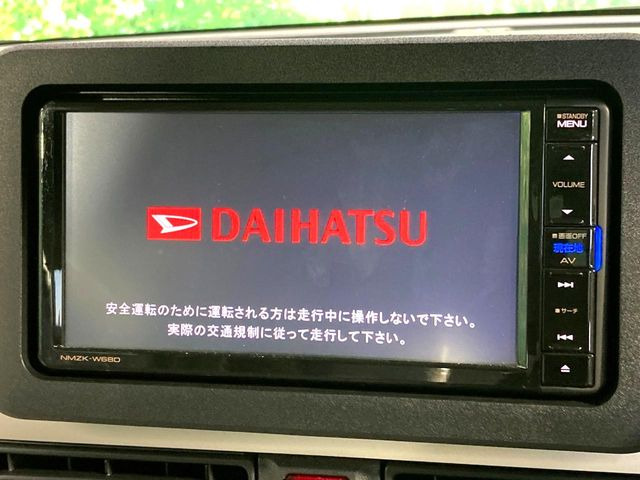 DAIHATSU
安全運転のために運転される方は走行中に操作しないで下さい。
実際の交通規制に従って走行して下さい。
NMZK-W68D
STANDBY
MENU
VOLUME
画面OFF
現在地
AV
サーチ